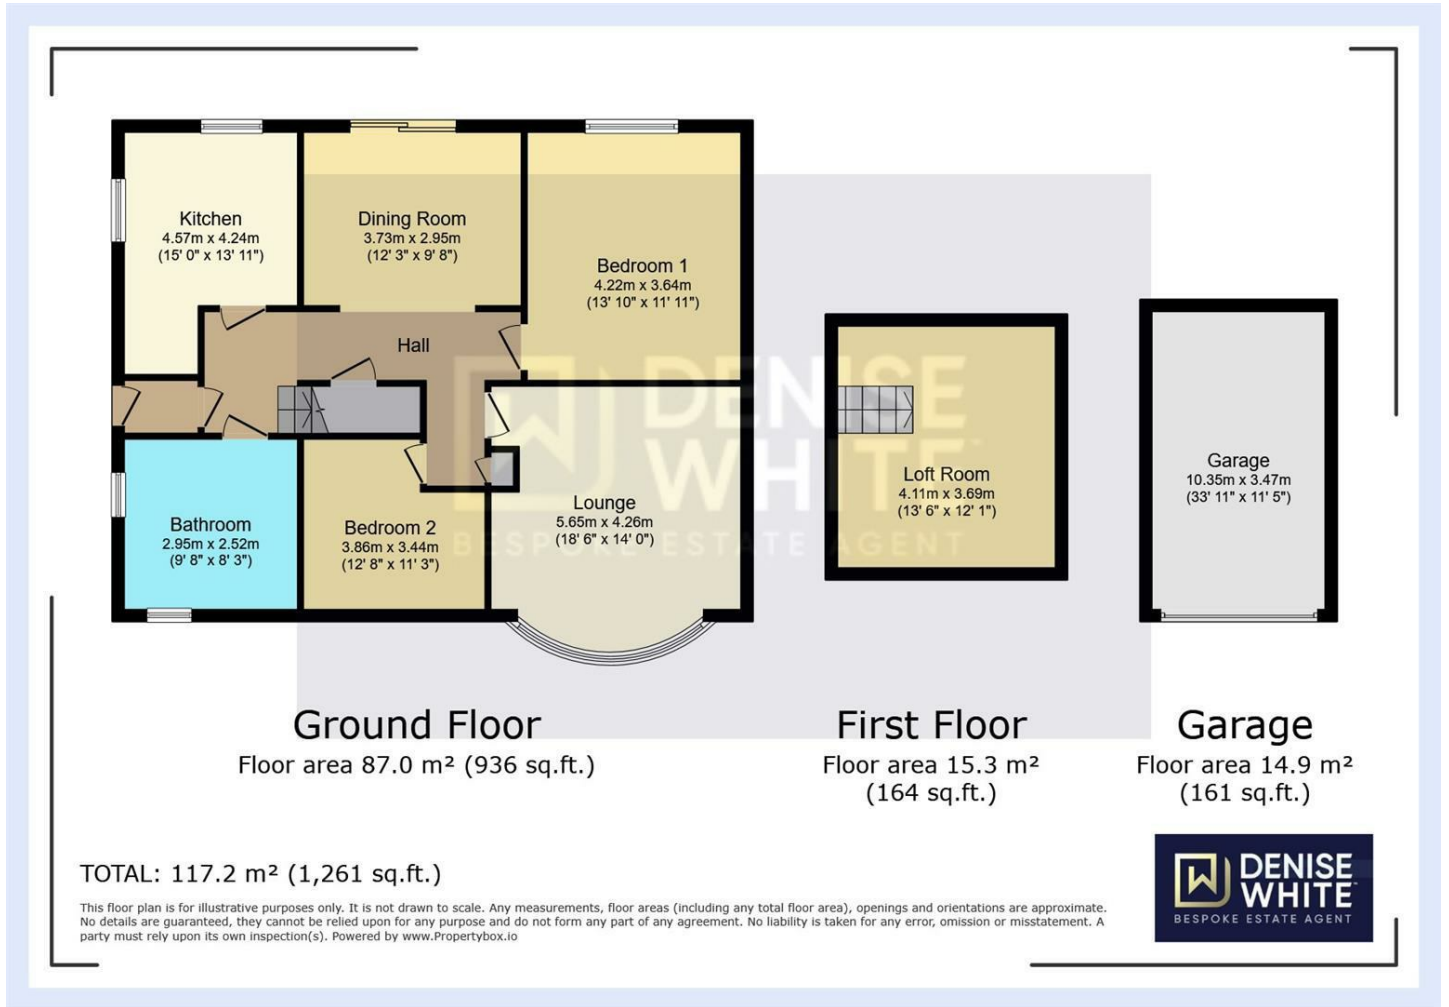 Kitchen
4.57m x 4.24m
(15' 0" x 13' 11")
Dining Room
3.73m x 2.95m
(12' 3" x 9' 8")
Bedroom 1
4.22m x 3.64m
(13' 10" x 11' 11")
Hall
Bathroom
2.95m x 2.52m
(9' 8" x 8' 3")
Bedroom 2
3.86m x 3.44m
(12' 8" x 11' 3")
Lounge
5.65m x 4.26m
(18' 6" x 14' 0")
Loft Room
4.11m x 3.69m
(13' 6" x 12' 1")
Garage
10.35m x 3.47m
(33' 11" x 11' 5")
DENISE
WHITE™
BESPOKE ESTATE AGENT
Ground Floor
Floor area 87.0 m² (936 sq.ft.)
First Floor
Floor area 15.3 m²
(164 sq.ft.)
Garage
Floor area 14.9 m²
(161 sq.ft.)
TOTAL: 117.2 m² (1,261 sq.ft.)
This floor plan is for illustrative purposes only. It is not drawn to scale. Any measurements, floor areas (including any total floor area), openings and orientations are approximate.
No details are guaranteed, they cannot be relied upon for any purpose and do not form any part of any agreement. No liability is taken for any error, omission or misstatement. A
party must rely upon its own inspection(s). Powered by www.Propertybox.io
DENISE
WHITE™
BESPOKE ESTATE AGENT